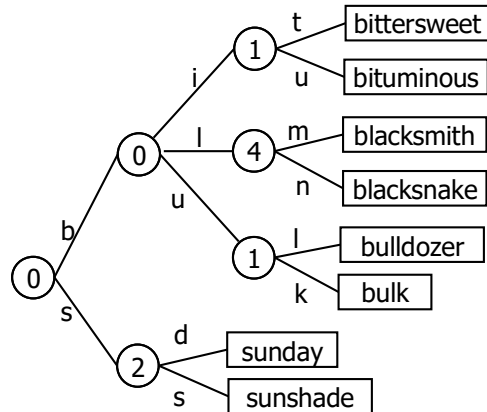 t
bittersweet
1
i
u
bituminous
m
blacksmith
0
l
4
n
blacksnake
u
b
l
bulldozer
1
0
k
bulk
s
d
sunday
2
s
sunshade